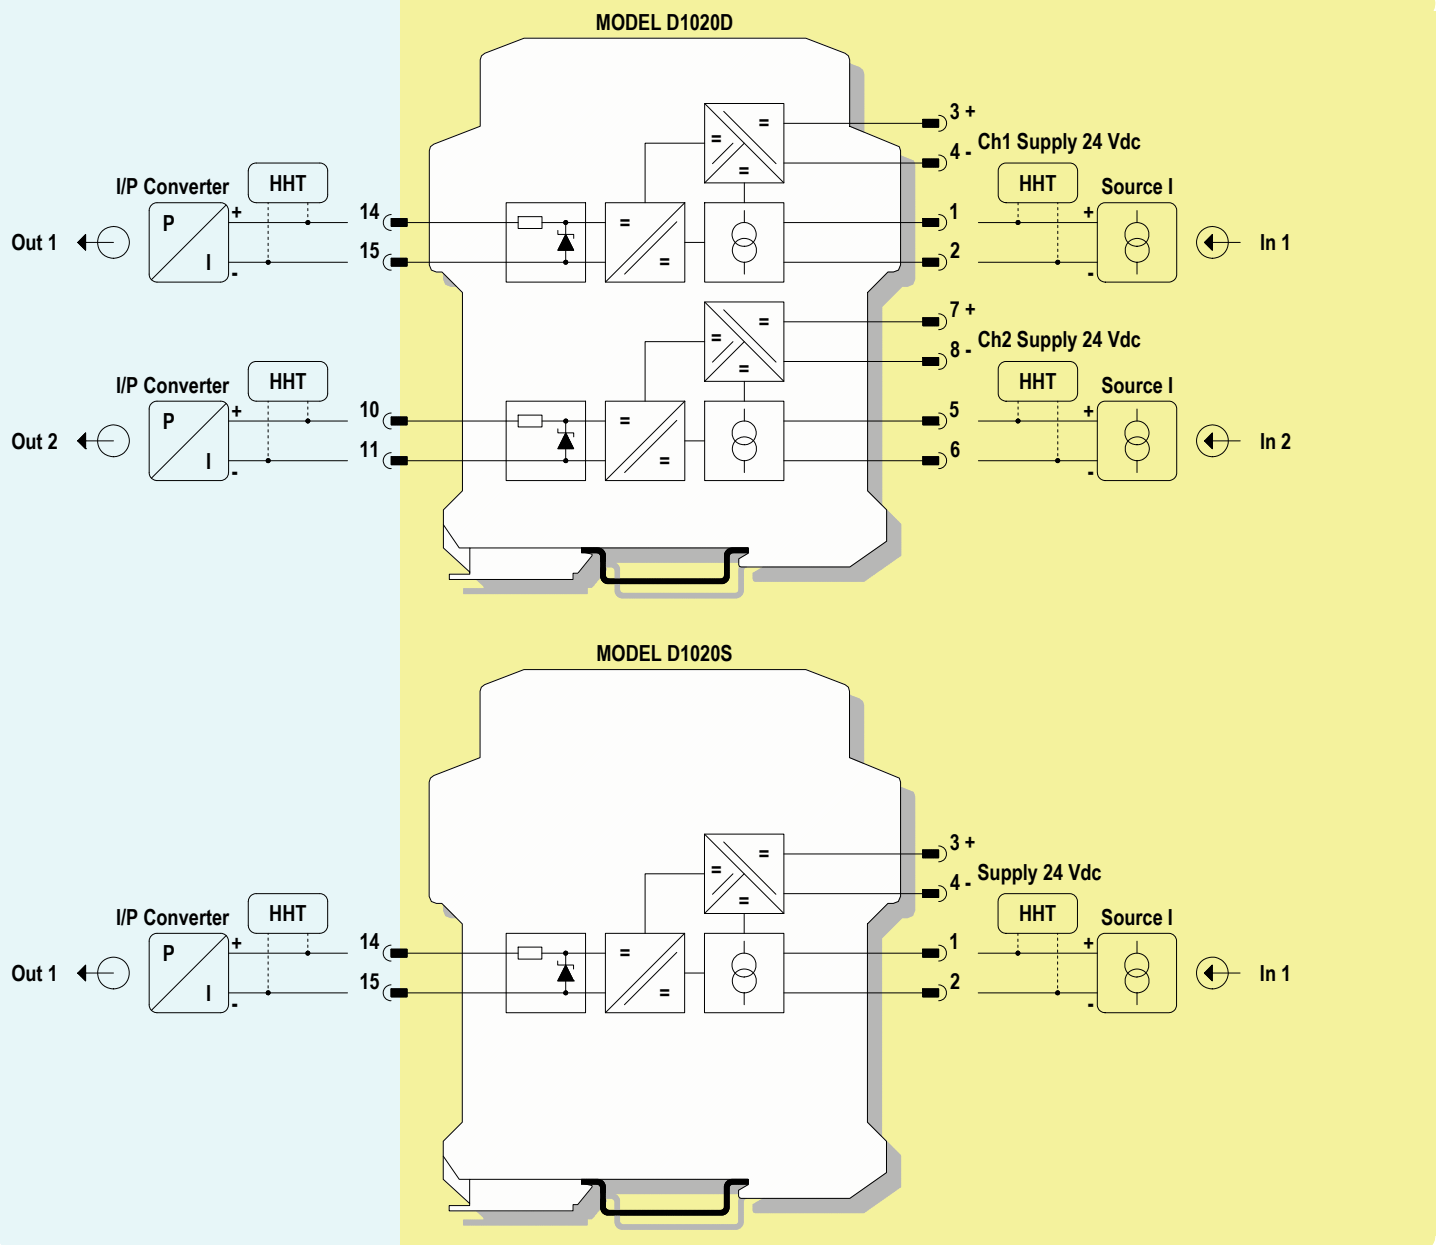 MODEL D1020D
3 +
Ch1 Supply 24 Vdc
4 -
I/P Converter
HHT
HHT
Source I
14
1
P
+
+
Out 1
In 1
15
2
I
-
-
=
=
=
=
=
7 +
Ch2 Supply 24 Vdc
8 -
I/P Converter
HHT
HHT
Source I
10
5
P
+
+
Out 2
In 2
11
6
I
-
-
=
=
=
=
=
MODEL D1020S
3 +
Supply 24 Vdc
4 -
I/P Converter
HHT
HHT
Source I
14
1
P
+
+
Out 1
In 1
15
2
I
-
-
=
=
=
=
=